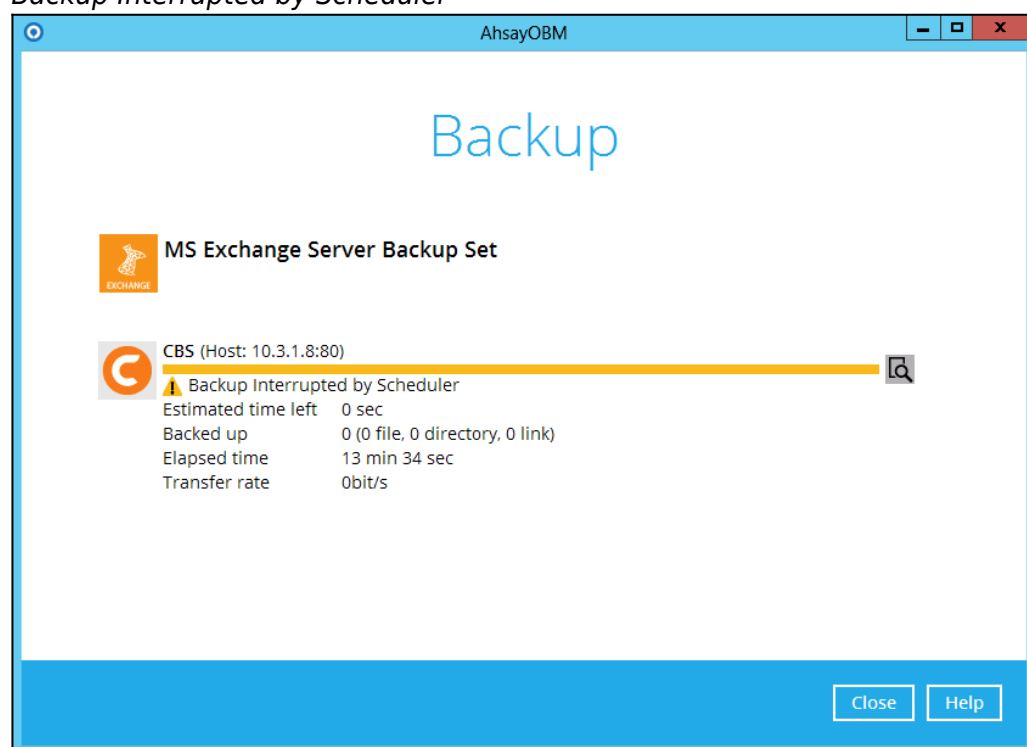 Backup Interrupted by Scheduler
AhsayOBM
Backup
MS Exchange Server Backup Set
EXCHANGE
CBS (Host: 10.3.1.8:80)
Backup Interrupted by Scheduler
Estimated time left 0 sec
Backed up 0 (0 file, 0 directory, 0 link)
Elapsed time 13 min 34 sec
Transfer rate 0bit/s
Close Help